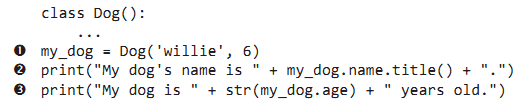 class Dog():
    ...
❶ my_dog = Dog('willie', 6)
❷ print("My dog's name is " + my_dog.name.title() + ".")
❸ print("My dog is " + str(my_dog.age) + " years old.")